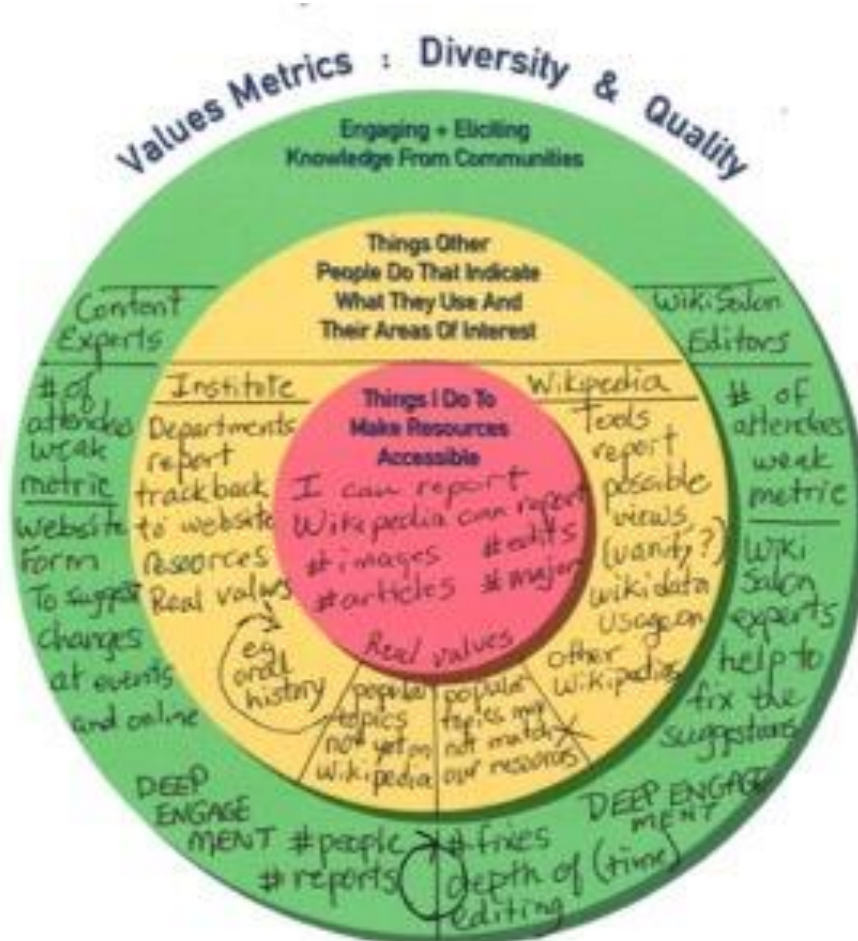 Values Metrics : Diversity & Quality
Engaging + Eliciting
Knowledge From Communities
Things Other
People Do That Indicate
What They Use And
Their Areas Of Interest
Things I Do To
Make Resources
Accessible
I can report
Wikipedia can report
#images #edits
#articles #major
Real values
Content
Experts
# of
attendees
weak
metric
Website
Form
To suggest
changes
at events
and online
DEEP
ENGAGE
MENT
#people
#reports
Institute
Departments
report
trackback
to website
resources
Real values
eg
oral
history
popular
topics
not yet on
Wikipedia
popular
topics may
not match
our resources
Wikipedia
Tools
report
possible
views,
(vanity?)
wikidata
usage on
other
Wikipedias
WikiSalon
Editors
# of
attendees
weak
metric
Wiki
Salon
experts
help to
fix the
suggestions
DEEP ENGAGE
MENT
# fixes
depth of (time)
editing